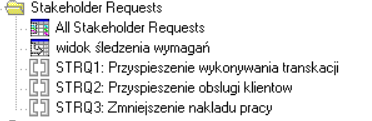 Stakeholder Requests
All Stakeholder Requests
widok śledzenia wymagań
STRQ1: Przyspieszenie wykonywania transkacji
STRQ2: Przyspieszenie obslugi klientow
STRQ3: Zmniejszenie nakladu pracy